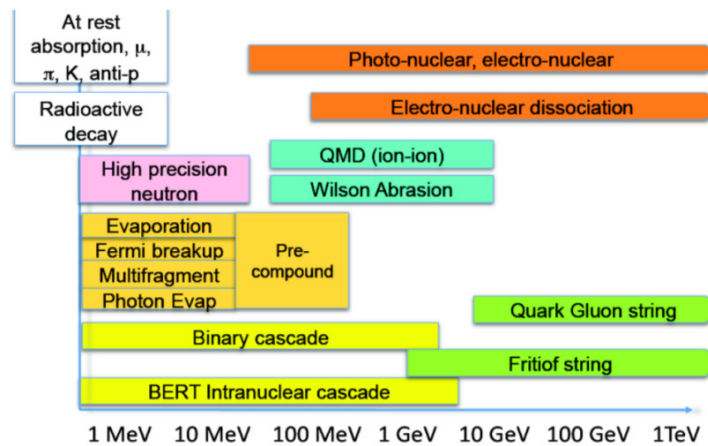 At rest
absorption, μ,
π, K, anti-p
Photo-nuclear, electro-nuclear
Radioactive
decay
Electro-nuclear dissociation
High precision
neutron
QMD (ion-ion)
Wilson Abrasion
Evaporation
Fermi breakup
Multifragment
Photon Evap
Pre-
compound
Quark Gluon string
Binary cascade
Fritiof string
BERT Intranuclear cascade
1 MeV 10 MeV 100 MeV 1 GeV 10 GeV 100 GeV 1TeV